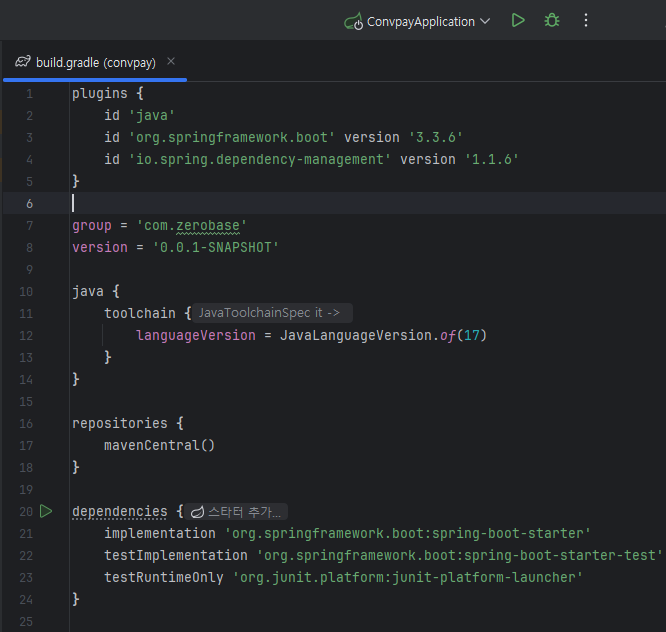 ConvpayApplication
build.gradle (convpay)
1 plugins {
2 id 'java'
3 id 'org.springframework.boot' version '3.3.6'
4 id 'io.spring.dependency-management' version '1.1.6'
5 }
6
7 group = 'com.zerobase'
8 version = '0.0.1-SNAPSHOT'
9
10 java {
11 toolchain { JavaToolchainSpec it ->
12 languageVersion = JavaLanguageVersion.of(17)
13 }
14 }
15
16 repositories {
17 mavenCentral()
18 }
19
20 dependencies { 스타터 추가...
21 implementation 'org.springframework.boot:spring-boot-starter'
22 testImplementation 'org.springframework.boot:spring-boot-starter-test'
23 testRuntimeOnly 'org.junit.platform:junit-platform-launcher'
24 }
25